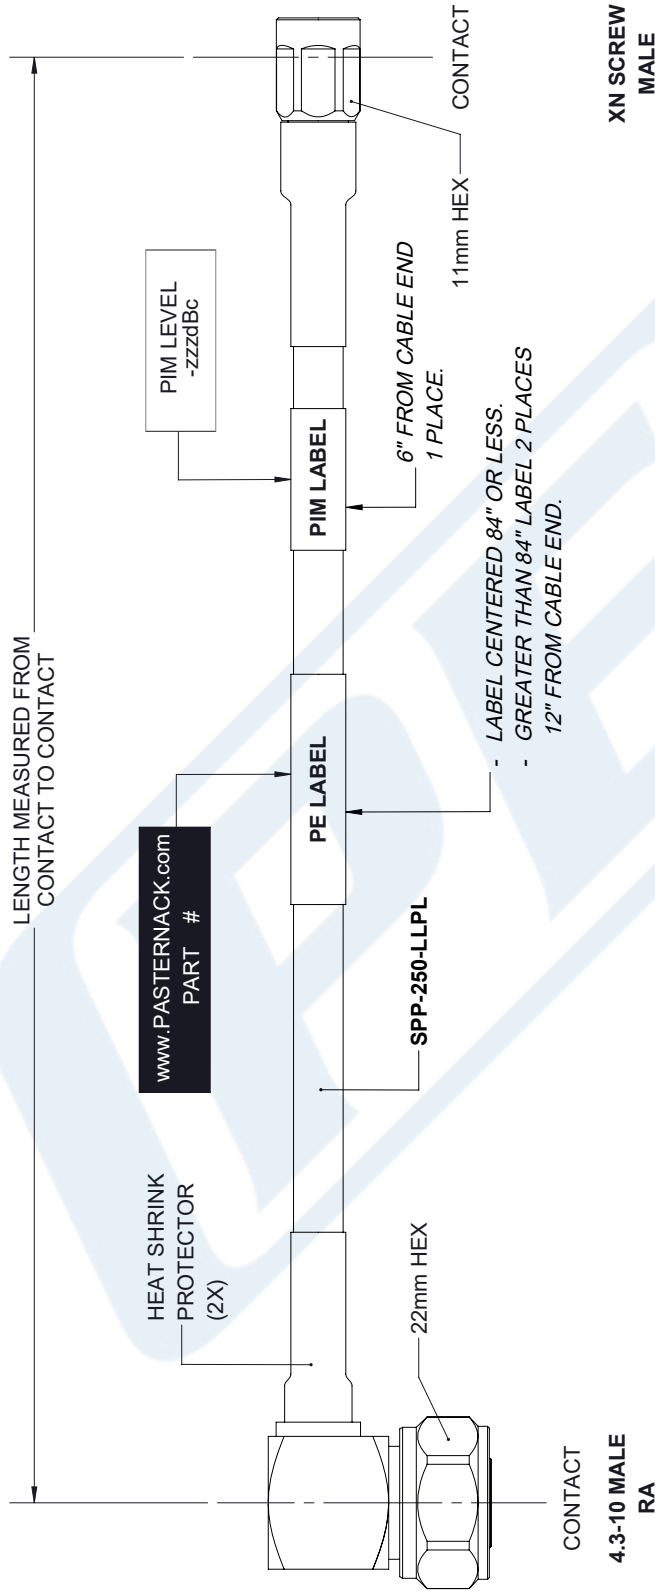 LENGTH MEASURED FROM
CONTACT TO CONTACT
HEAT SHRINK
PROTECTOR
(2X)
www.PASTERNACK.com
PART #
PIM LEVEL
-zzzdBc
PE LABEL
PIM LABEL
22mm HEX
SPP-250-LLPL
- LABEL CENTERED 84" OR LESS.
- GREATER THAN 84" LABEL 2 PLACES
12" FROM CABLE END.
6" FROM CABLE END
1 PLACE.
11mm HEX
CONTACT
4.3-10 MALE
RA
CONTACT
XN SCREW
MALE